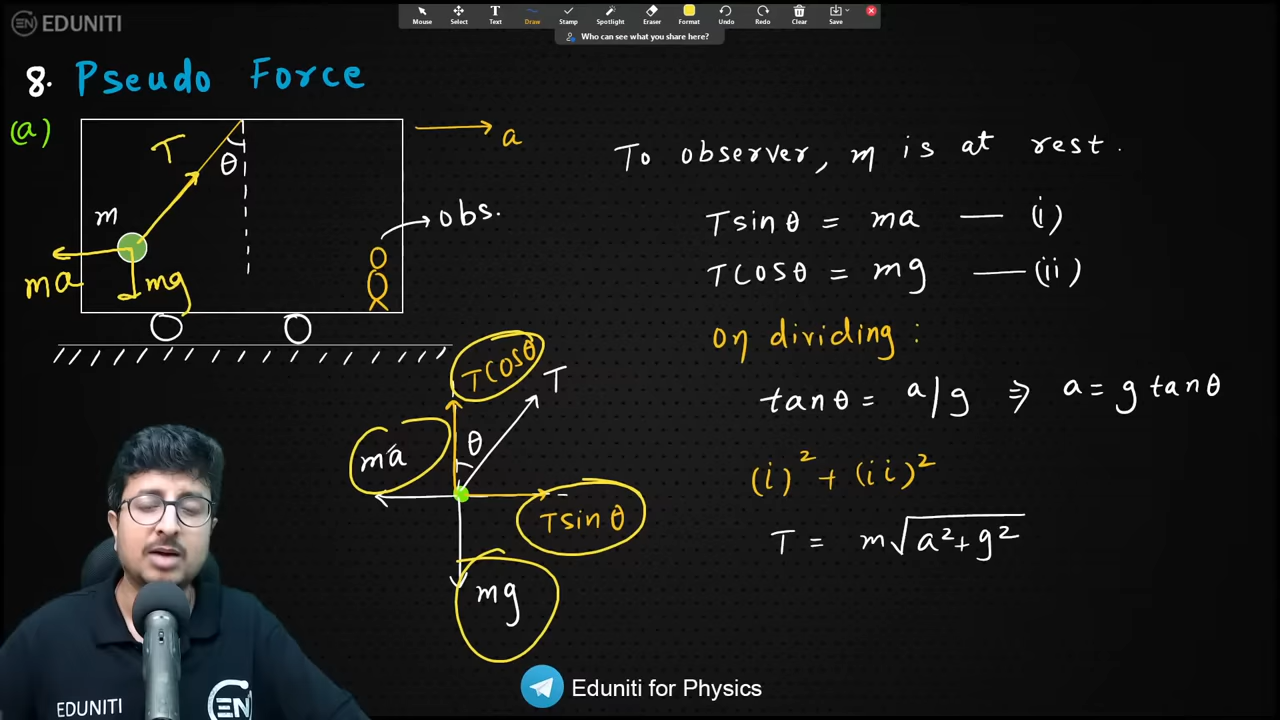 EDUNITI
Mouse Select Text Draw Stamp Spotlight Eraser Format Undo Redo Clear Save
Who can see what you share here?
8. Pseudo Force
(a)
T
θ
a
m
obs.
ma
mg
To observer, m is at rest.
Tsinθ = ma — (i)
Tcosθ = mg — (ii)
On dividing :
tanθ = a/g ⇒ a = g tanθ
(i)² + (ii)²
T = m√a²+g²
Tcosθ
T
θ
ma
Tsinθ
mg
EDUNITI
EN
Eduniti for Physics